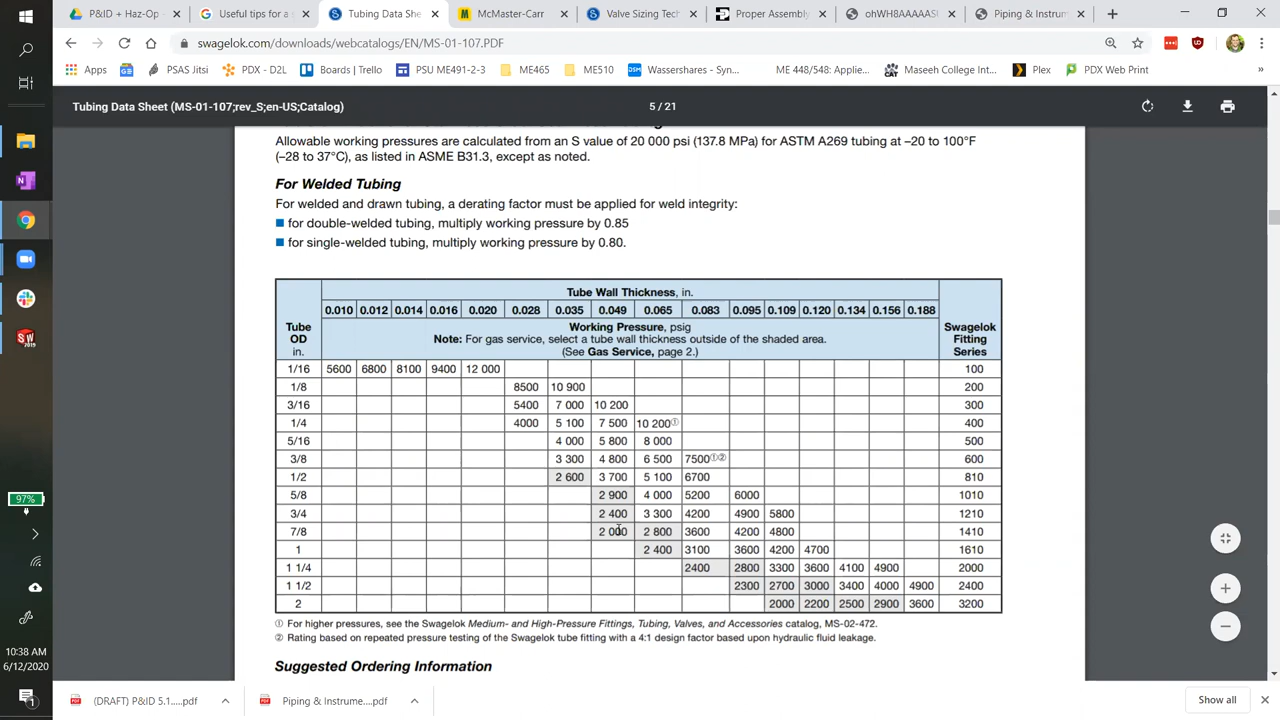 P&ID + Haz-Op
Useful tips for a s
Tubing Data She
McMaster-Carr
Valve Sizing Tech
Proper Assembly
ohWH8AAAAASU
Piping & Instrum
swagelok.com/downloads/webcatalogs/EN/MS-01-107.PDF
Apps PSAS Jitsi PDX - D2L Boards | Trello PSU ME491-2-3 ME465 ME510 Wassershares - Syn... ME 448/548: Applie... Maseeh College Int... Plex PDX Web Print
Tubing Data Sheet (MS-01-107;rev_S;en-US;Catalog) 5 / 21
Allowable working pressures are calculated from an S value of 20 000 psi (137.8 MPa) for ASTM A269 tubing at –20 to 100°F
(–28 to 37°C), as listed in ASME B31.3, except as noted.
For Welded Tubing
For welded and drawn tubing, a derating factor must be applied for weld integrity:
■ for double-welded tubing, multiply working pressure by 0.85
■ for single-welded tubing, multiply working pressure by 0.80.
Tube Wall Thickness, in.
0.010 0.012 0.014 0.016 0.020 0.028 0.035 0.049 0.065 0.083 0.095 0.109 0.120 0.134 0.156 0.188
Tube
OD
in.
Working Pressure, psig
Note: For gas service, select a tube wall thickness outside of the shaded area.
(See Gas Service, page 2.)
Swagelok
Fitting
Series
1/16 5600 6800 8100 9400 12 000 100
1/8 8500 10 900 200
3/16 5400 7 000 10 200 300
1/4 4000 5 100 7 500 10 200① 400
5/16 4 000 5 800 8 000 500
3/8 3 300 4 800 6 500 7500①② 600
1/2 2 600 3 700 5 100 6700 810
5/8 2 900 4 000 5200 6000 1010
3/4 2 400 3 300 4200 4900 5800 1210
7/8 2 000 2 800 3600 4200 4800 1410
1 2 400 3100 3600 4200 4700 1610
1 1/4 2400 2800 3300 3600 4100 4900 2000
1 1/2 2300 2700 3000 3400 4000 4900 2400
2 2000 2200 2500 2900 3600 3200
① For higher pressures, see the Swagelok Medium- and High-Pressure Fittings, Tubing, Valves, and Accessories catalog, MS-02-472.
② Rating based on repeated pressure testing of the Swagelok tube fitting with a 4:1 design factor based upon hydraulic fluid leakage.
Suggested Ordering Information
97%
10:38 AM
6/12/2020
(DRAFT) P&ID 5.1.....pdf
Piping & Instrume....pdf
Show all